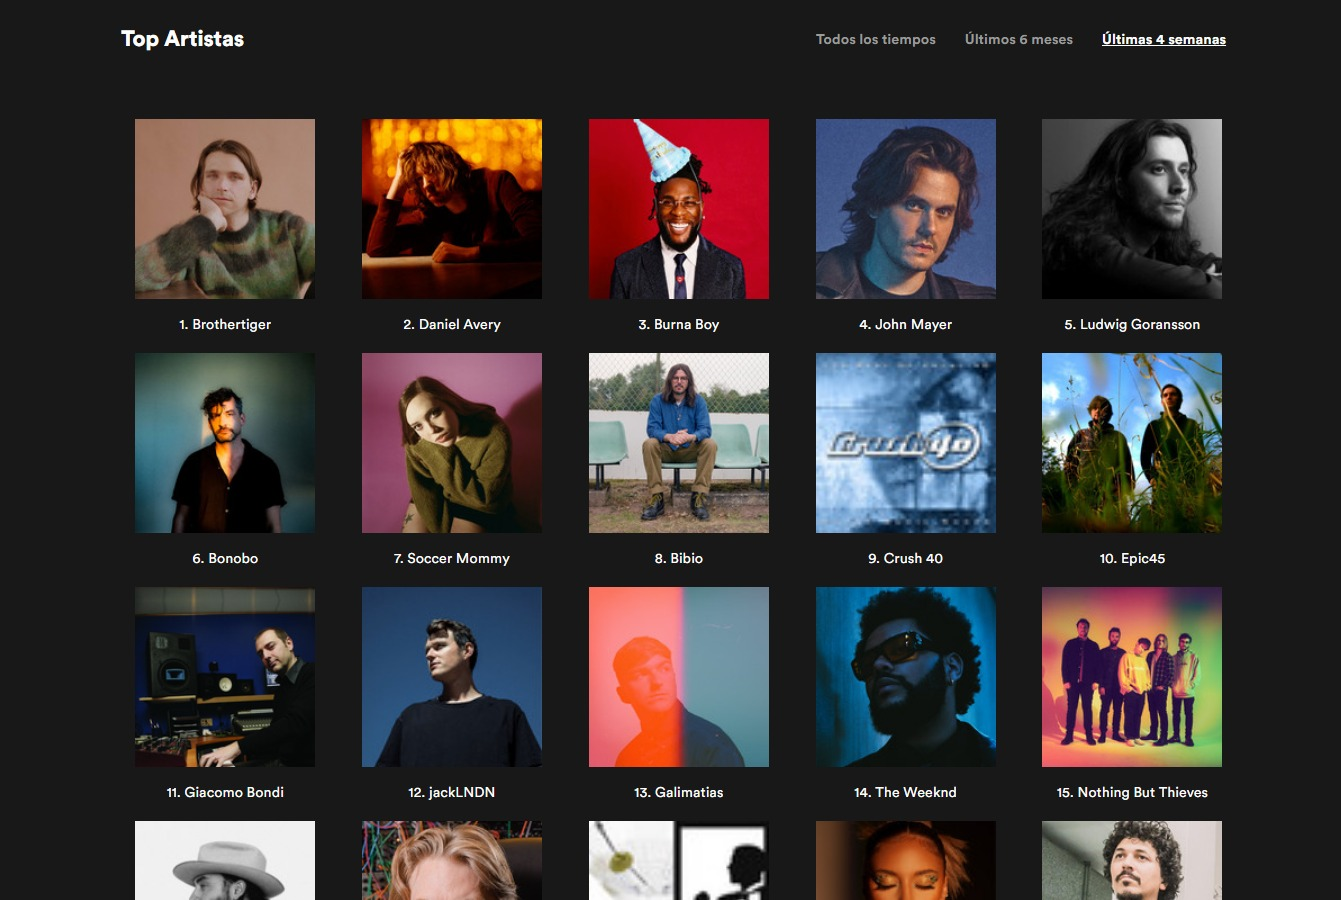 Top Artistas
Todos los tiempos Últimos 6 meses Últimas 4 semanas
1. Brothertiger 2. Daniel Avery 3. Burna Boy 4. John Mayer 5. Ludwig Goransson
Crush 40
6. Bonobo 7. Soccer Mommy 8. Bibio 9. Crush 40 10. Epic45
11. Giacomo Bondi 12. jackLNDN 13. Galimatias 14. The Weeknd 15. Nothing But Thieves